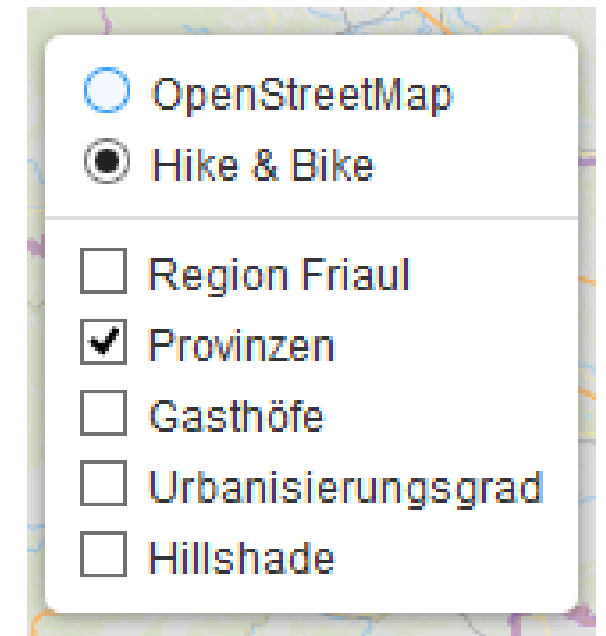 OpenStreetMap
Hike & Bike
Region Friaul
Provinzen
Gasthöfe
Urbanisierungsgrad
Hillshade